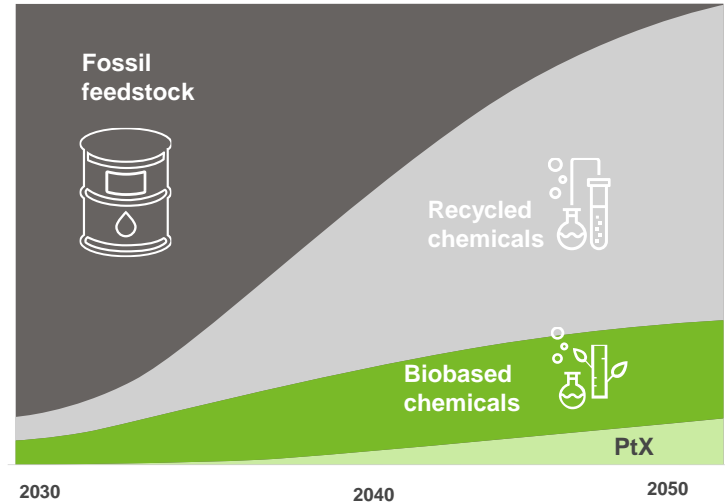 Fossil
feedstock
Recycled
chemicals
Biobased
chemicals
PtX
2030
2040
2050